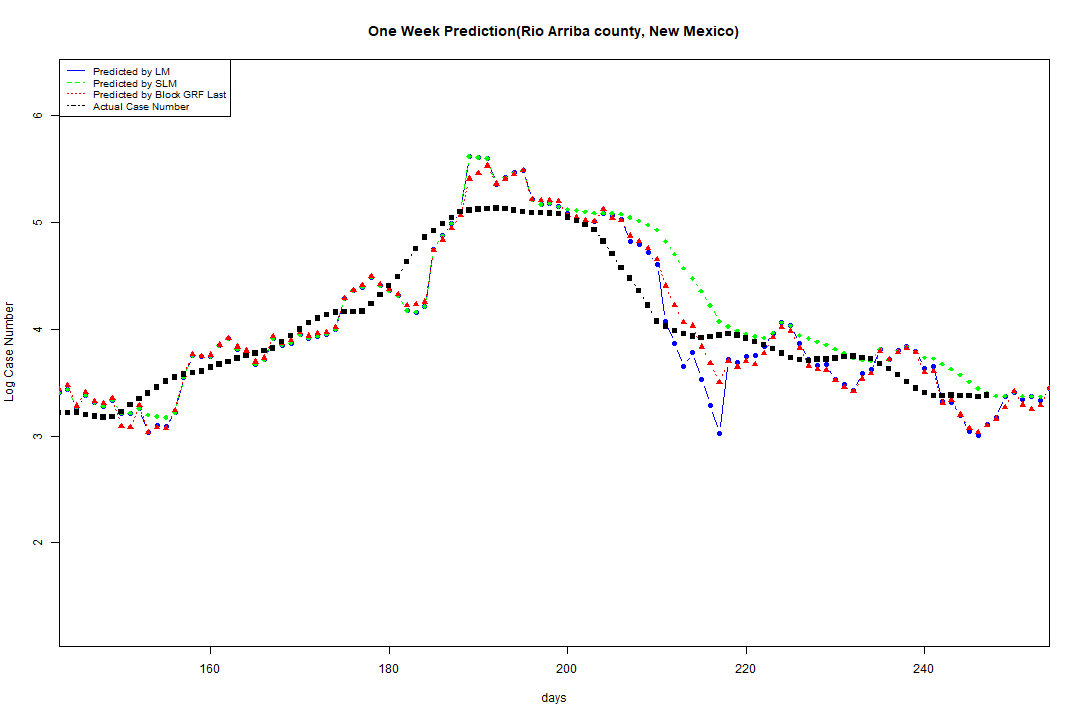 One Week Prediction(Rio Arriba county, New Mexico)
Predicted by LM
Predicted by SLM
Predicted by Block GRF Last
Actual Case Number
Log Case Number
6
5
4
3
2
160 180 200 220 240
days